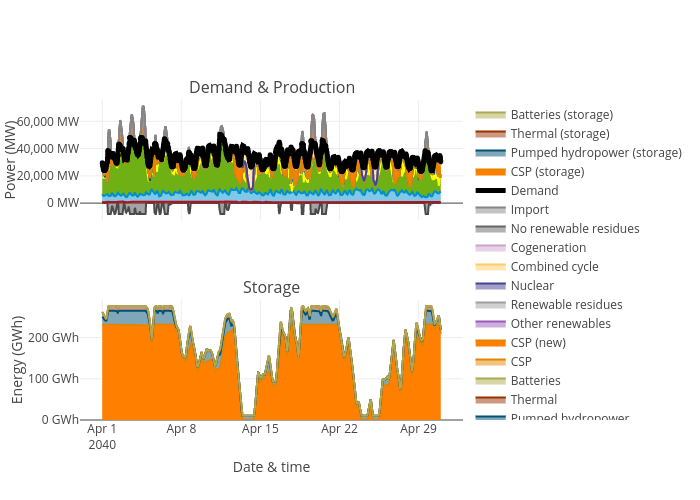 Demand & Production
Power (MW)
60,000 MW
40,000 MW
20,000 MW
0 MW
Storage
Energy (GWh)
200 GWh
100 GWh
0 GWh
Apr 1
2040
Apr 8
Apr 15
Apr 22
Apr 29
Date & time
Batteries (storage)
Thermal (storage)
Pumped hydropower (storage)
CSP (storage)
Demand
Import
No renewable residues
Cogeneration
Combined cycle
Nuclear
Renewable residues
Other renewables
CSP (new)
CSP
Batteries
Thermal
Pumped hydropower